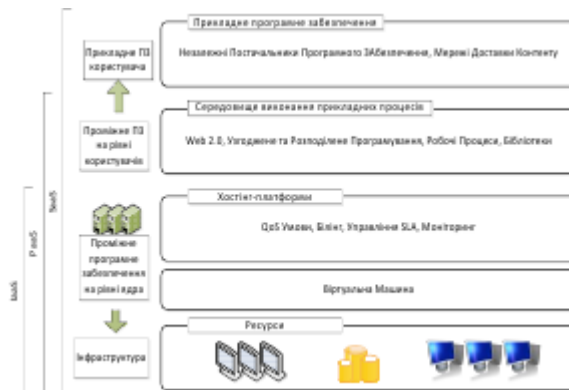 Прикладне програмне забезпечення
Прикладне ПЗ
користувача
Незалежні Постачальники Програмного ЗАбезпечення, Мережі Доставки Контенту
Середовище виконання прикладних процесів
Проміжне ПЗ
на рівні
користувачів
Web 2.0, Узгоджене та Розподілене Програмування, Робочі Процеси, Бібліотеки
SaaS
PaaS
IaaS
Хостінг-платформи
QoS Умови, Білінг, Управління SLA, Моніторинг
Проміжне
програмне
забезпечення
на рівні ядра
Віртуальна Машина
Ресурси
Інфраструктура